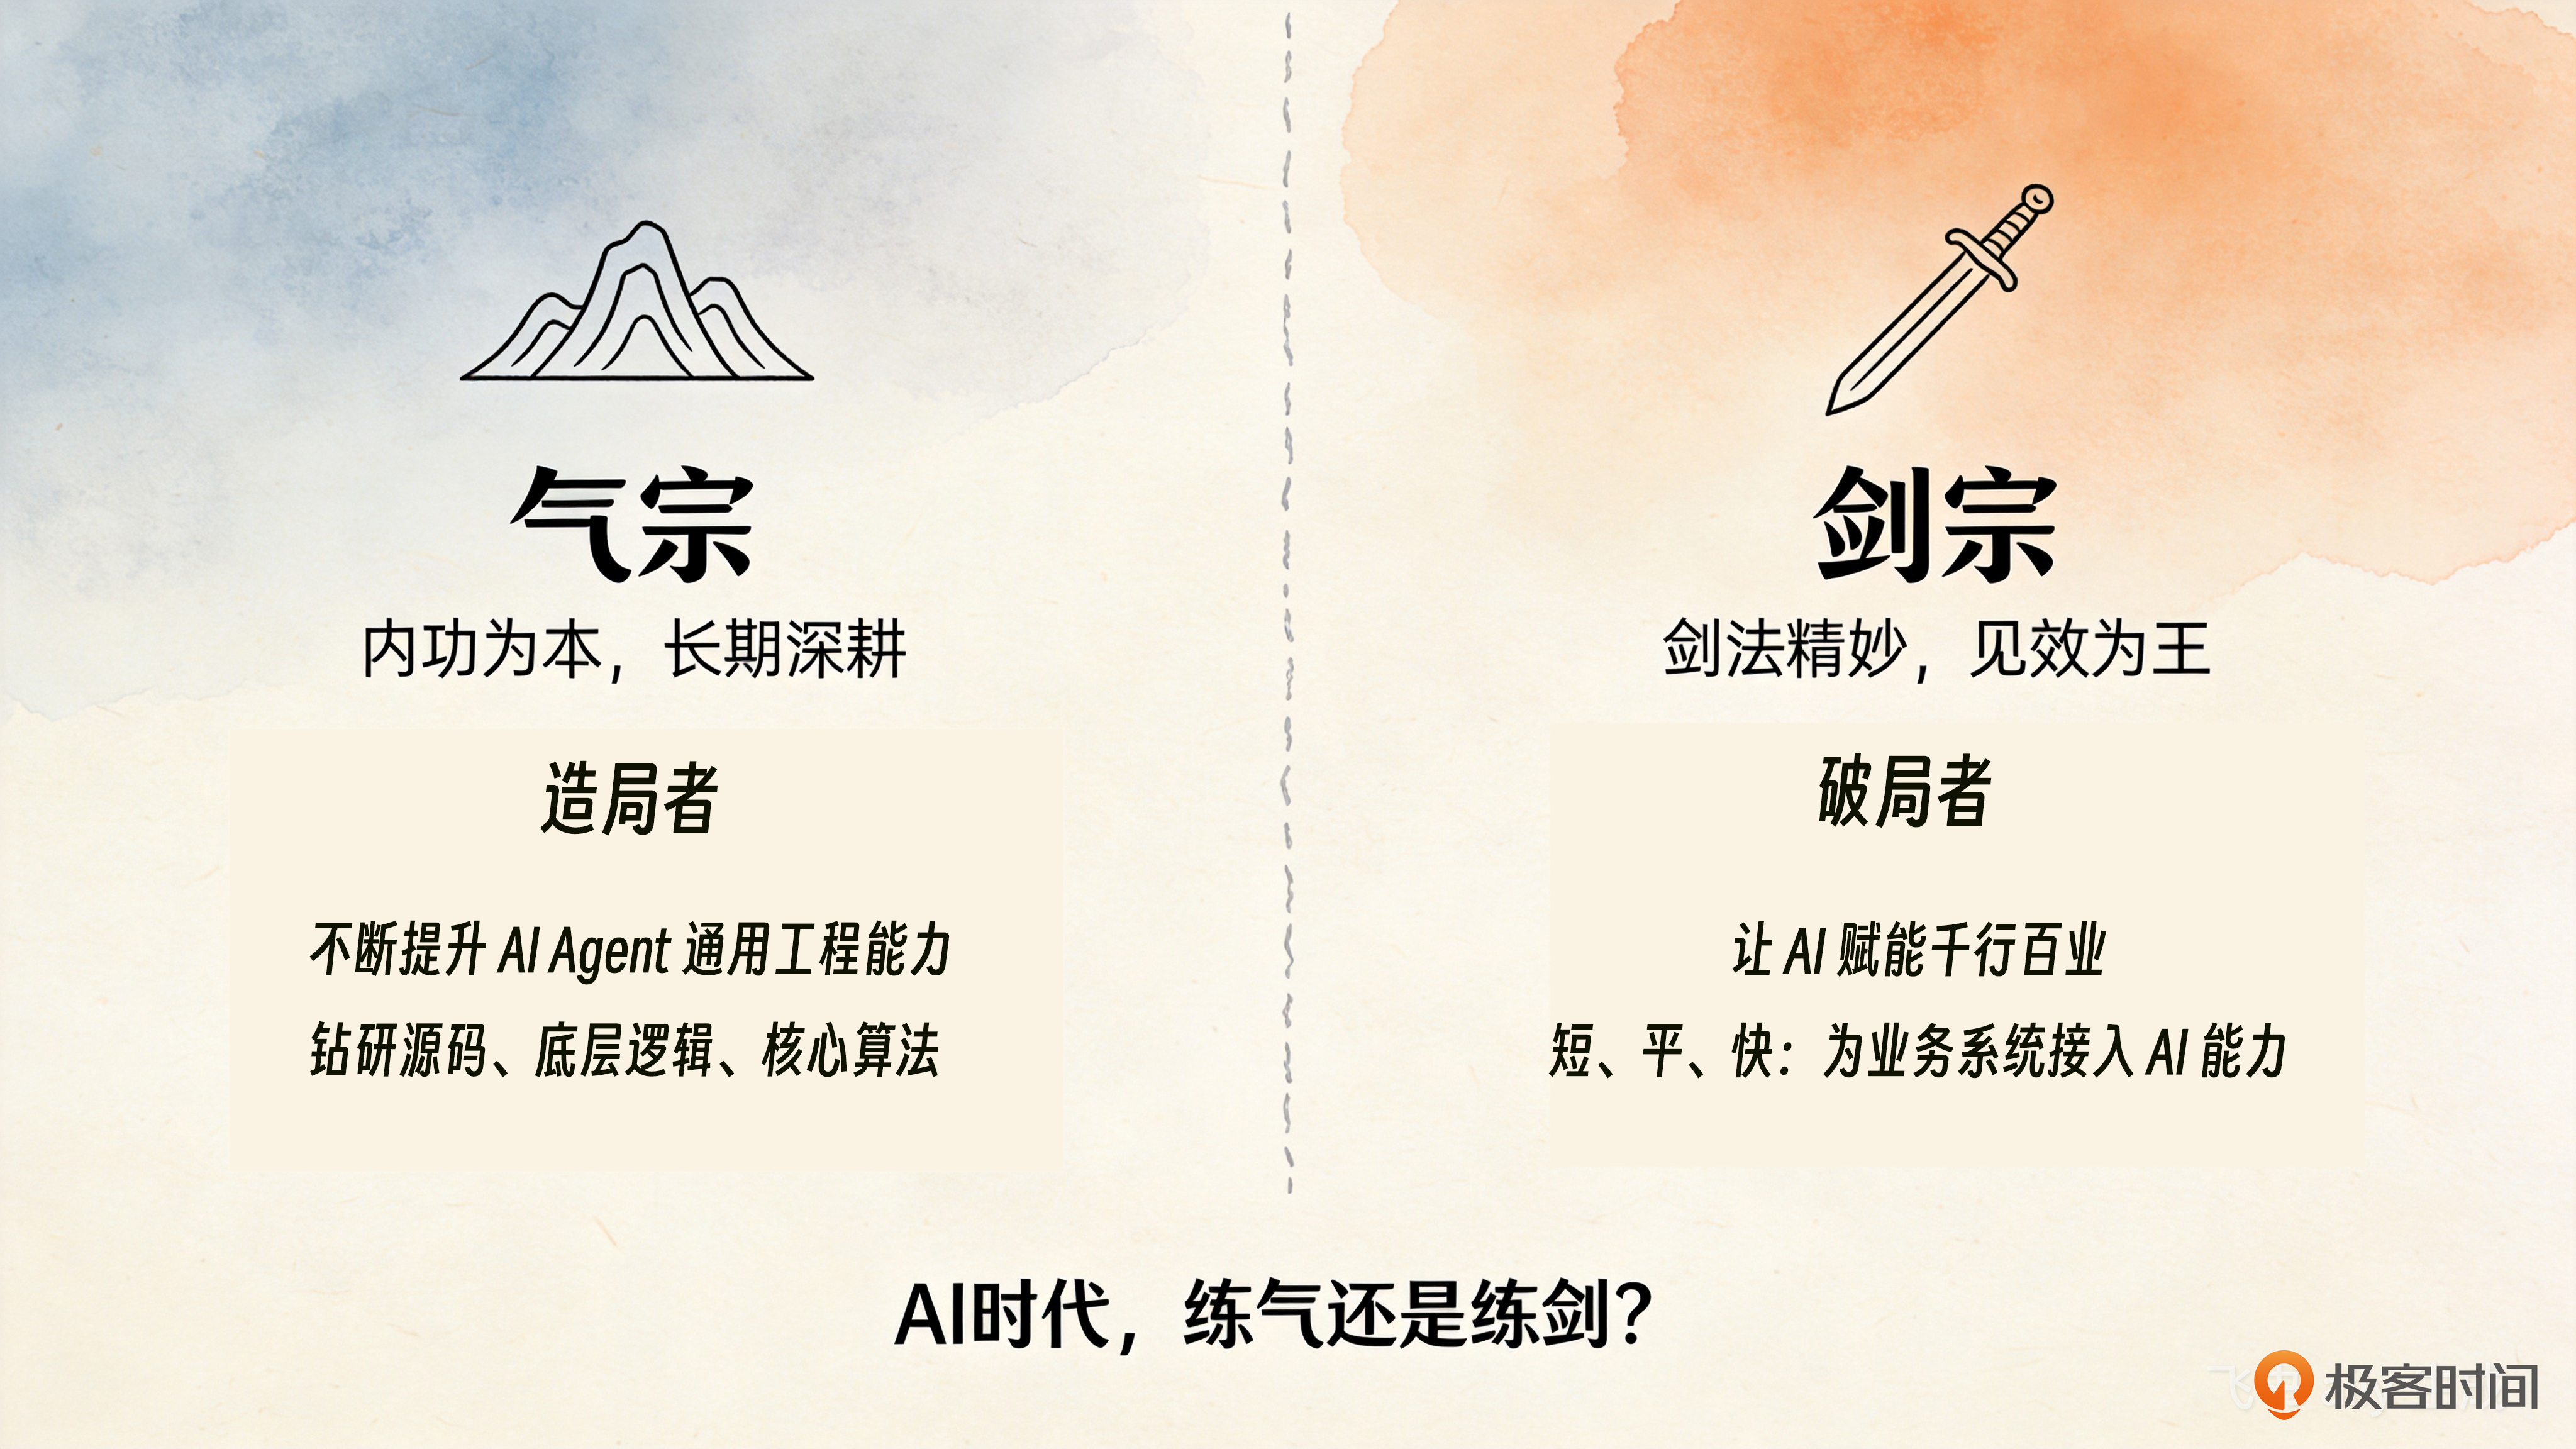 气宗
内功为本，长期深耕
造局者
不断提升 AI Agent 通用工程能力
钻研源码、底层逻辑、核心算法
剑宗
剑法精妙，见效为王
破局者
让 AI 赋能千行百业
短、平、快：为业务系统接入 AI 能力
AI时代，练气还是练剑？
极客时间